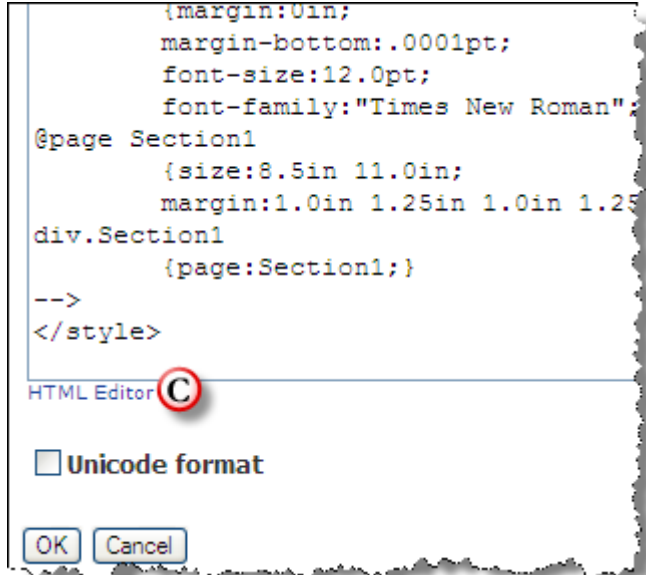 {margin:0in;
margin-bottom:.0001pt;
font-size:12.0pt;
font-family:"Times New Roman";
@page Section1
{size:8.5in 11.0in;
margin:1.0in 1.25in 1.0in 1.25
div.Section1
{page:Section1;}
-->
</style>
HTML Editor C
Unicode format
OK Cancel